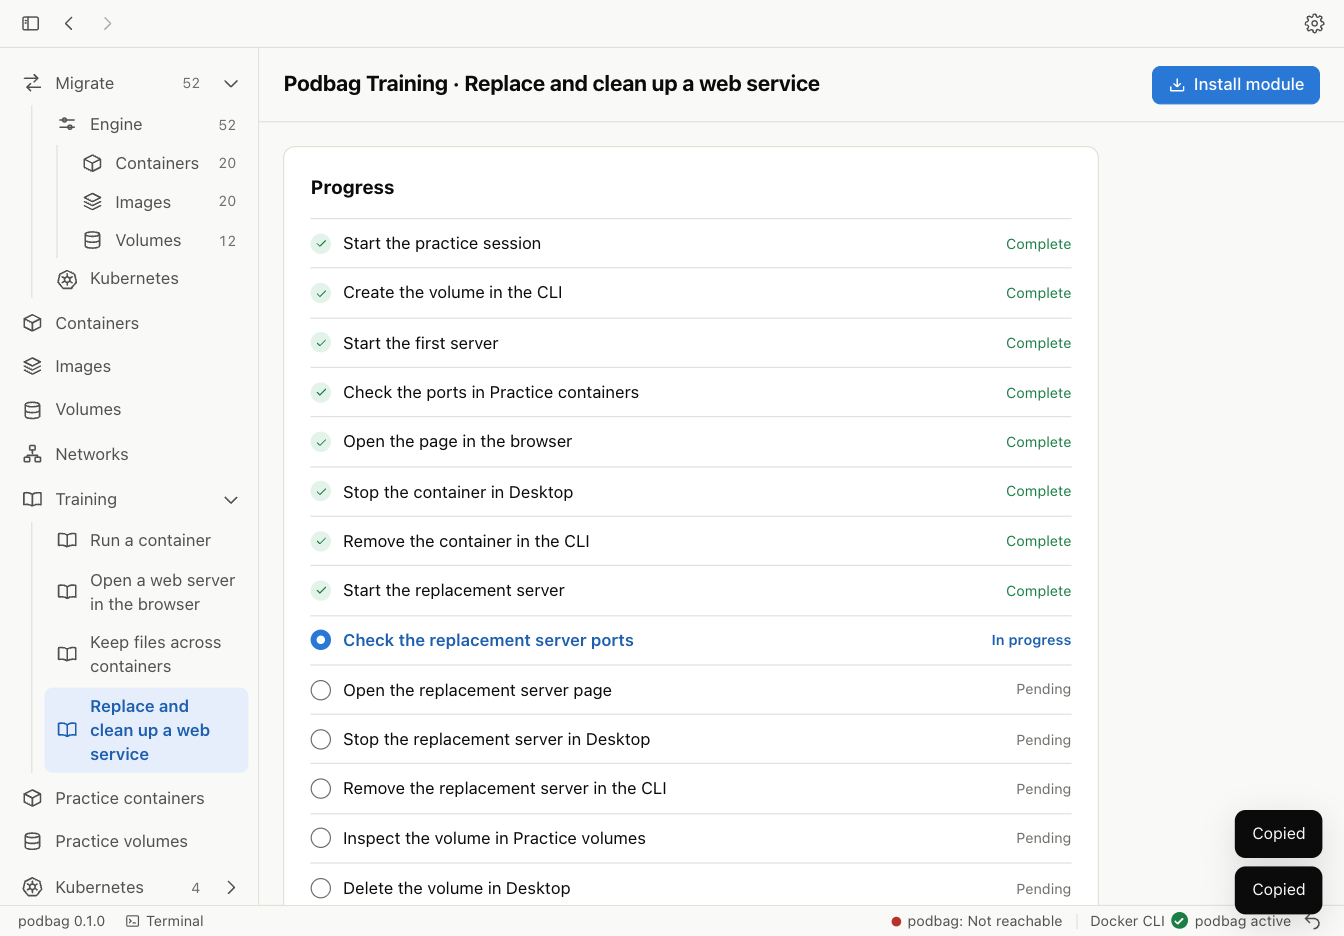 Podbag Training · Replace and clean up a web service
Install module
Migrate 52
Engine 52
Containers 20
Images 20
Volumes 12
Kubernetes
Containers
Images
Volumes
Networks
Training
Run a container
Open a web server
in the browser
Keep files across
containers
Replace and
clean up a web
service
Practice containers
Practice volumes
Kubernetes 4
Progress
Start the practice session Complete
Create the volume in the CLI Complete
Start the first server Complete
Check the ports in Practice containers Complete
Open the page in the browser Complete
Stop the container in Desktop Complete
Remove the container in the CLI Complete
Start the replacement server Complete
Check the replacement server ports In progress
Open the replacement server page Pending
Stop the replacement server in Desktop Pending
Remove the replacement server in the CLI Pending
Inspect the volume in Practice volumes Pending
Delete the volume in Desktop Pending
Copied
Copied
podbag 0.1.0 Terminal podbag: Not reachable Docker CLI podbag active